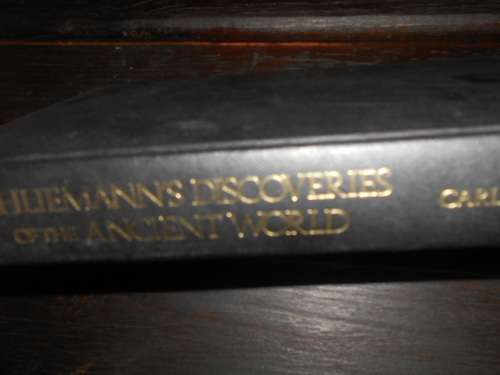 HLIEMANN'S DISCOVERIES
OF THE ANCIENT WORLD
CARL